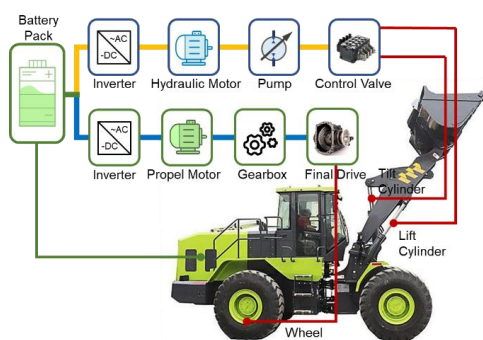 Battery
Pack
~AC
-DC
Inverter
Hydraulic Motor
Pump
Control Valve
~AC
-DC
Inverter
Propel Motor
Gearbox
Final Drive
Tilt
Cylinder
Lift
Cylinder
Wheel